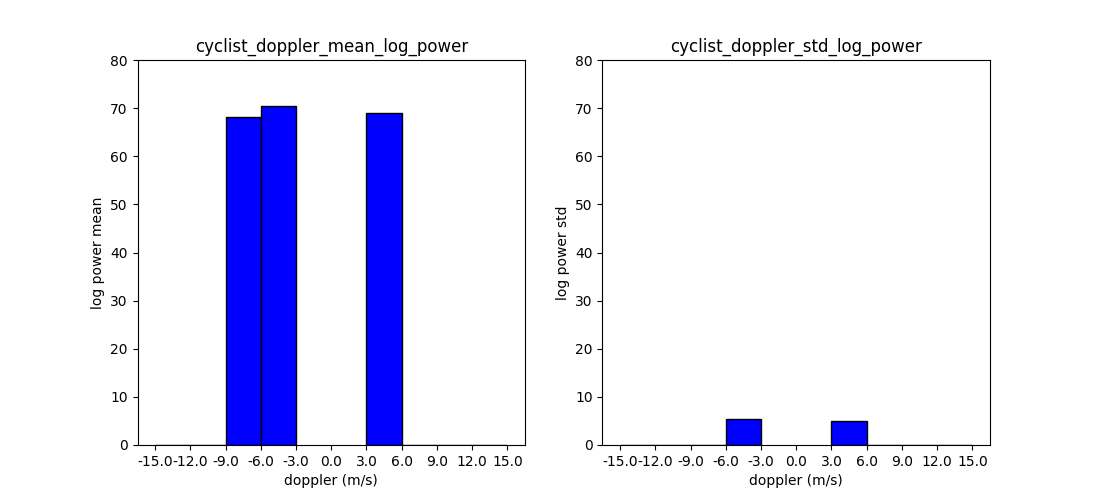 cyclist_doppler_mean_log_power
80
70
60
50
40
30
20
10
0
log power mean
-15.0 -12.0 -9.0 -6.0 -3.0 0.0 3.0 6.0 9.0 12.0 15.0
doppler (m/s)
cyclist_doppler_std_log_power
80
70
60
50
40
30
20
10
0
log power std
-15.0 -12.0 -9.0 -6.0 -3.0 0.0 3.0 6.0 9.0 12.0 15.0
doppler (m/s)